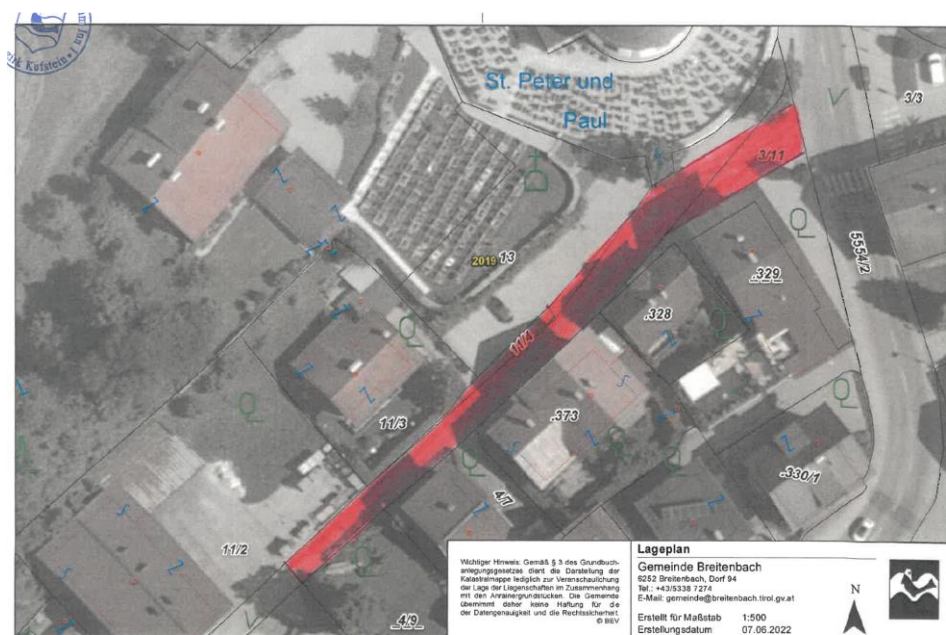 St. Peter und
Paul
3/3
3/11
.329
5554/2
2019 13
.328
11/4
.373
11/3
4/7
.330/1
11/2
4/9
Lageplan
Gemeinde Breitenbach
6252 Breitenbach, Dorf 94
Tel.: +43/5338 7274
E-Mail: gemeinde@breitenbach.tirol.gv.at
Erstellt für Maßstab 1:500
Erstellungsdatum 07.06.2022
N
Wichtiger Hinweis: Gemäß § 3 des Grundbuch-
anlegungsgesetzes dient die Darstellung der
Katastralmappe lediglich zur Veranschaulichung
der Lage der Liegenschaften im Zusammenhang
mit den Anrainergrundstücken. Die Gemeinde
übernimmt daher keine Haftung für die
der Datengenauigkeit und die Rechtssicherheit.
© BEV